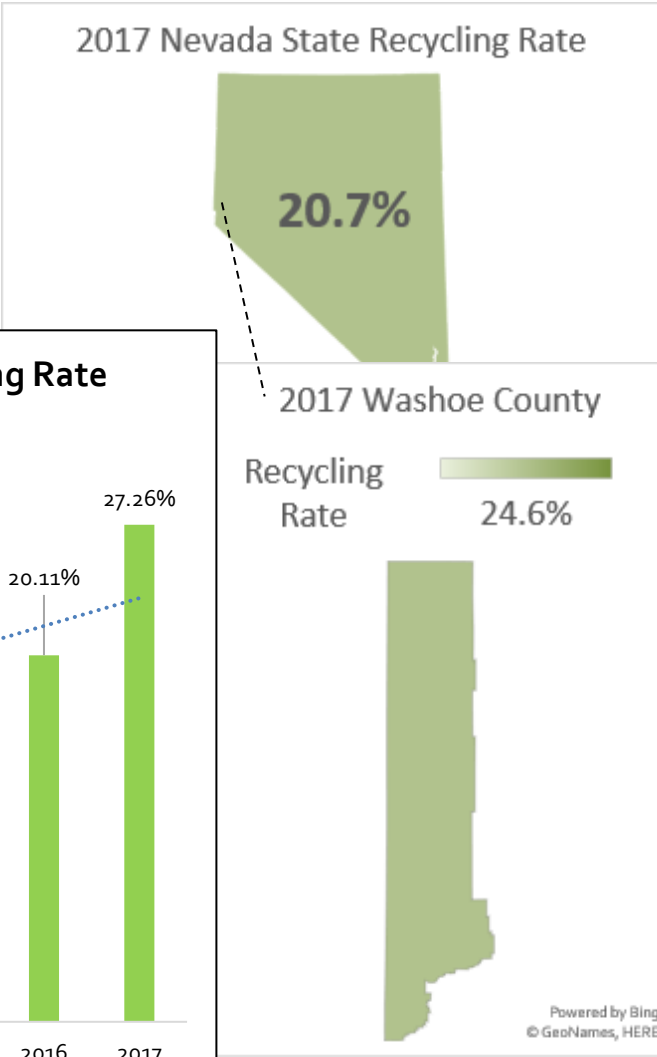 2017 Nevada State Recycling Rate
20.7%
Rate
27.26%
20.11%
2016 2017
2017 Washoe County
Recycling
Rate
24.6%
Powered by Bing
© GeoNames, HERE